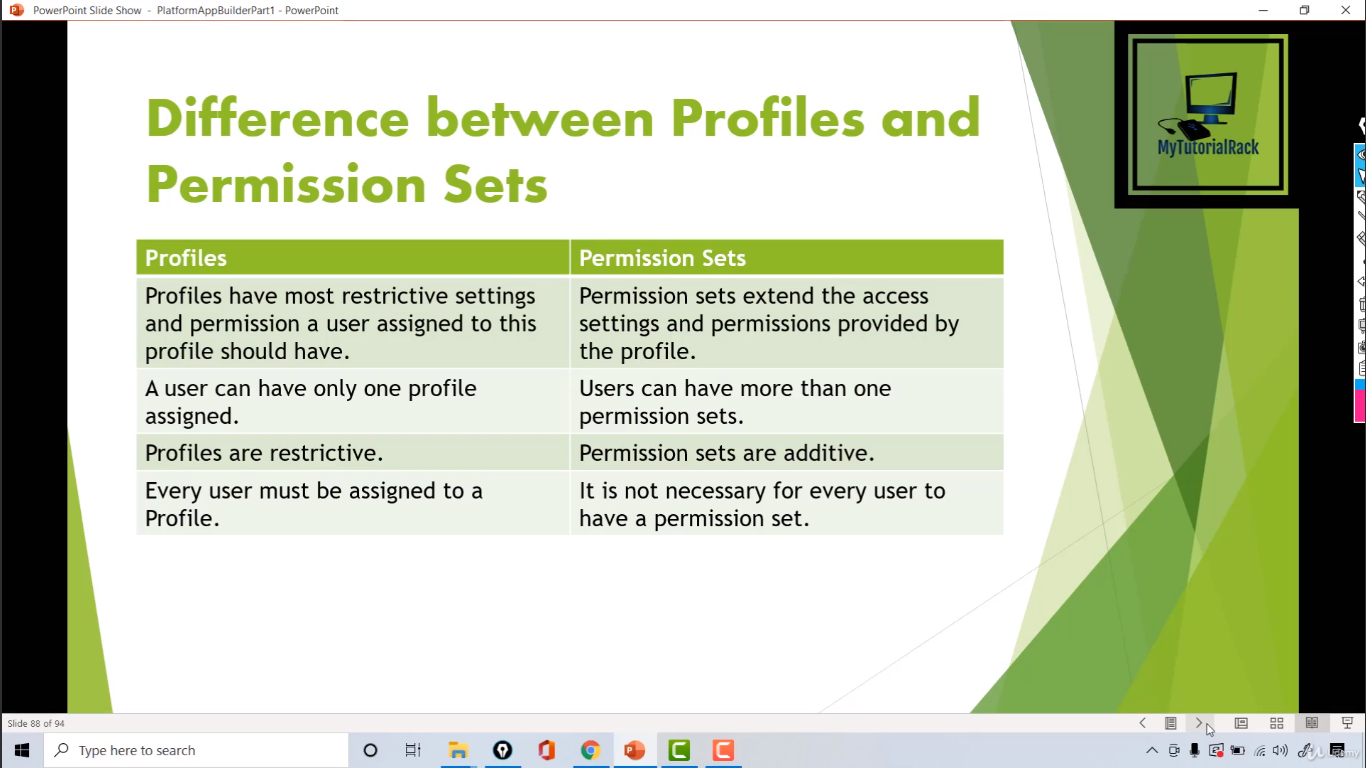 PowerPoint Slide Show - PlatformAppBuilderPart1 - PowerPoint
MyTutorialRack
Difference between Profiles and
Permission Sets
Profiles
Permission Sets
Profiles have most restrictive settings
and permission a user assigned to this
profile should have.
Permission sets extend the access
settings and permissions provided by
the profile.
A user can have only one profile
assigned.
Users can have more than one
permission sets.
Profiles are restrictive.
Permission sets are additive.
Every user must be assigned to a
Profile.
It is not necessary for every user to
have a permission set.
Slide 88 of 94
Type here to search
Udemy